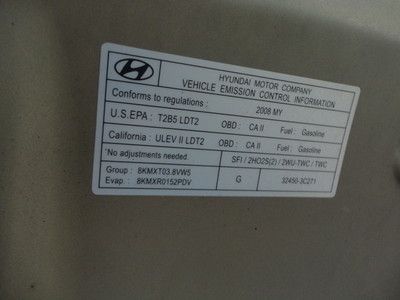 HYUNDAI MOTOR COMPANY
VEHICLE EMISSION CONTROL INFORMATION
Conforms to regulations : 2008 MY
U.S.EPA : T2B5 LDT2 OBD : CA II Fuel : Gasoline
California : ULEV II LDT2 OBD : CA II Fuel : Gasoline
No adjustments needed. SFI / 2HO2S(2) / 2WU-TWC / TWC
Group : 8KMXT03.8VW5 G 32450-3C271
Evap. : 8KMXR0152PDV